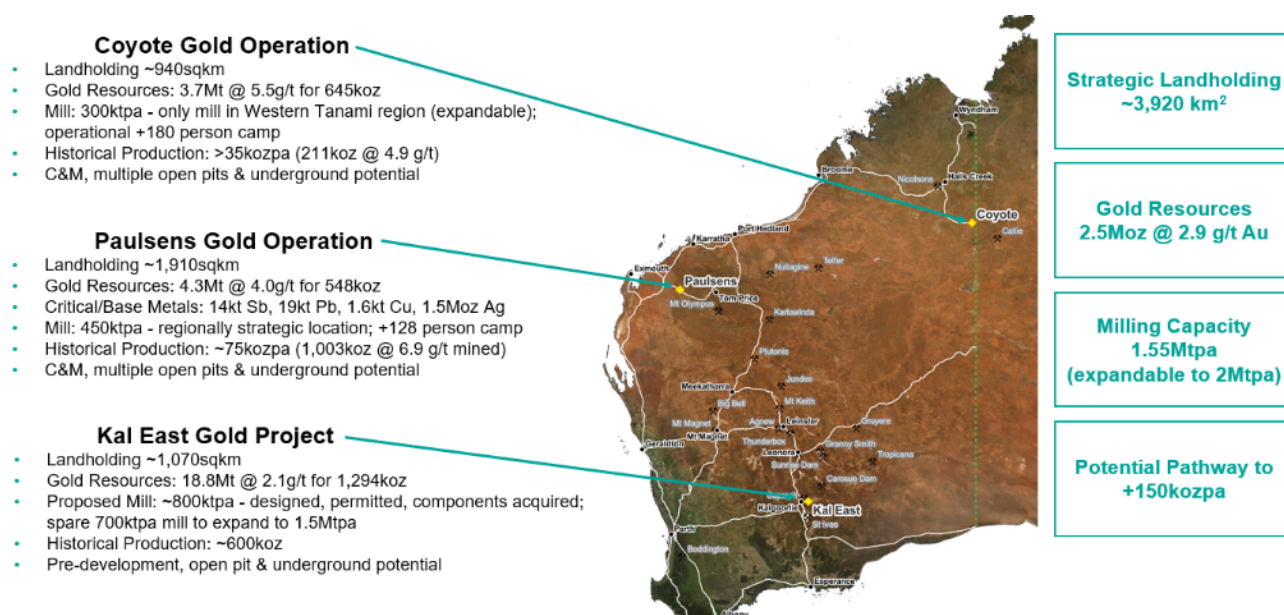 Coyote Gold Operation
• Landholding ~940sqkm
• Gold Resources: 3.7Mt @ 5.5g/t for 645koz
• Mill: 300ktpa - only mill in Western Tanami region (expandable);
operational +180 person camp
• Historical Production: >35kozpa (211koz @ 4.9 g/t)
• C&M, multiple open pits & underground potential
Paulsens Gold Operation
• Landholding ~1,910sqkm
• Gold Resources: 4.3Mt @ 4.0g/t for 548koz
• Critical/Base Metals: 14kt Sb, 19kt Pb, 1.6kt Cu, 1.5Moz Ag
• Mill: 450ktpa - regionally strategic location; +128 person camp
• Historical Production: ~75kozpa (1,003koz @ 6.9 g/t mined)
• C&M, multiple open pits & underground potential
Kal East Gold Project
• Landholding ~1,070sqkm
• Gold Resources: 18.8Mt @ 2.1g/t for 1,294koz
• Proposed Mill: ~800ktpa - designed, permitted, components acquired;
spare 700ktpa mill to expand to 1.5Mtpa
• Historical Production: ~600koz
• Pre-development, open pit & underground potential
Wyndham
Broome
Nicolsons
Halls Creek
Coyote
Callie
Port Hedland
Karratha
Exmouth
Paulsens
Nullagine
Telfer
Tom Price
Mt Olympus
Karlawinda
Plutonic
Meekatharra
Jundee
Big Bell
Mt Keith
Mt Magnet
Agnew
Leinster
Gruyere
Mt Magnet
Thunderbox
Geraldton
Leonora
Granny Smith
Sunrise Dam
Tropicana
Carosue Dam
Kalgoorlie
Kal East
St Ives
Perth
Boddington
Esperance
Albany
Strategic Landholding
~3,920 km²
Gold Resources
2.5Moz @ 2.9 g/t Au
Milling Capacity
1.55Mtpa
(expandable to 2Mtpa)
Potential Pathway to
+150kozpa